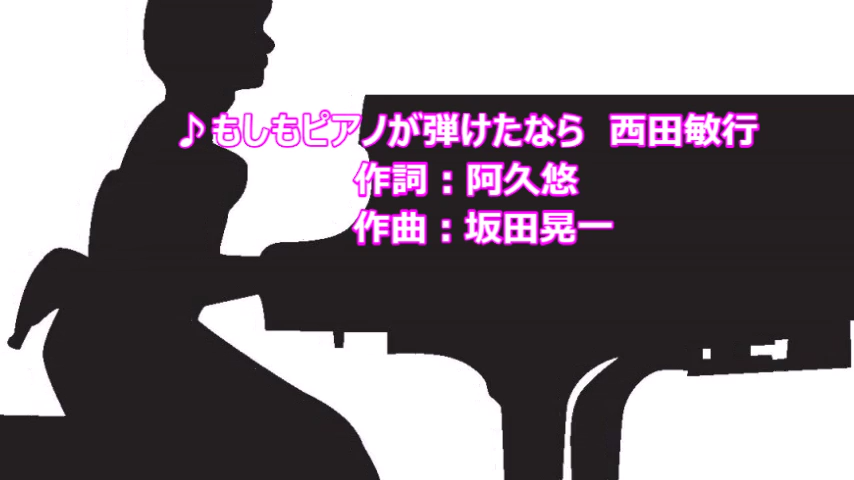 ♪もしもピアノが弾けたなら 西田敏行
作詞：阿久悠
作曲：坂田晃一